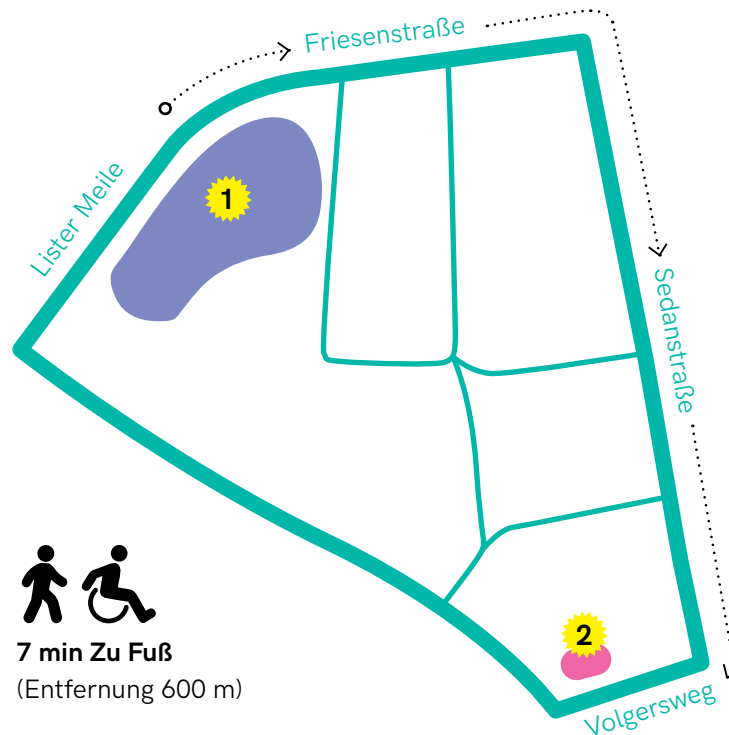 Friesenstraße
Lister Meile
1
Sedanstraße
2
Volgersweg
7 min Zu Fuß
(Entfernung 600 m)